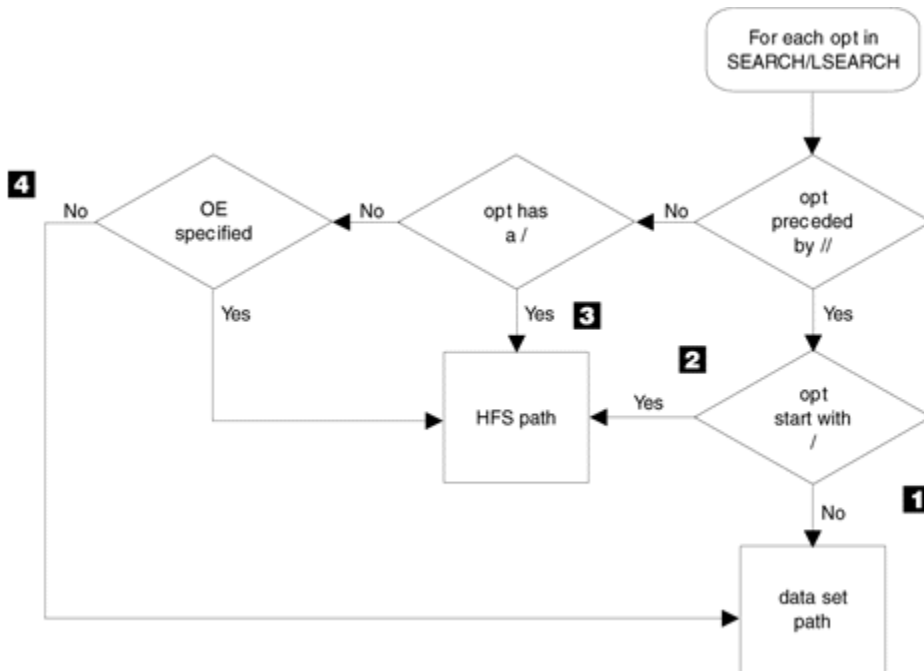 For each opt in
SEARCH/LSEARCH
4
No
OE
specified
No
opt has
a /
No
opt
preceded
by //
Yes
Yes
3
Yes
2
HFS path
Yes
opt
start with
/
1
No
data set
path